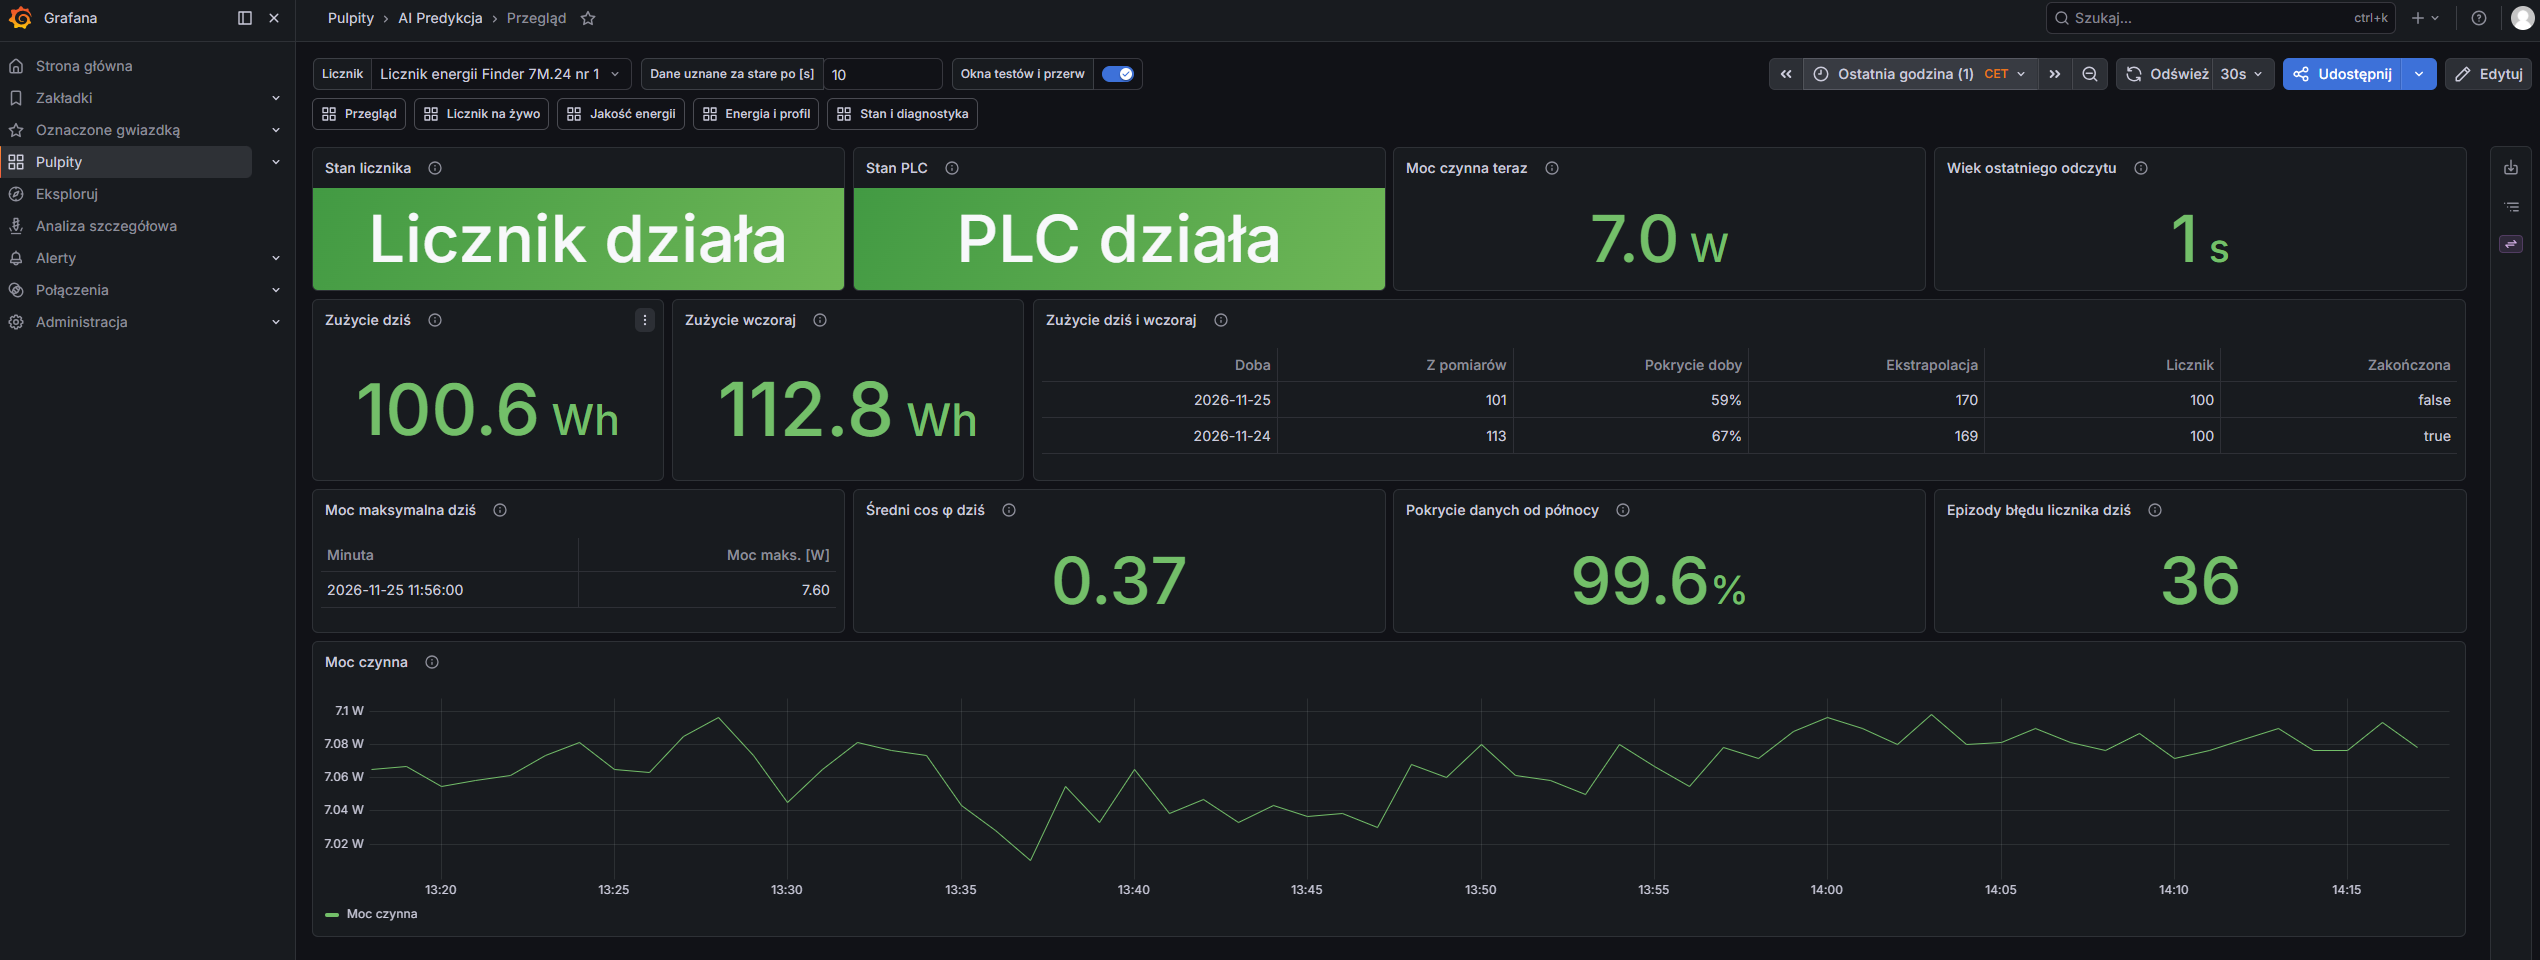 Grafana
Pulpity › AI Predykcja › Przegląd
Szukaj... ctrl+k
Strona główna
Zakładki
Oznaczone gwiazdką
Pulpity
Eksploruj
Analiza szczegółowa
Alerty
Połączenia
Administracja
Licznik Licznik energii Finder 7M.24 nr 1 Dane uznane za stare po [s] 10 Okna testów i przerw
Ostatnia godzina (1) CET Odśwież 30s Udostępnij Edytuj
Przegląd Licznik na żywo Jakość energii Energia i profil Stan i diagnostyka
Stan licznika
Licznik działa
Stan PLC
PLC działa
Moc czynna teraz
7.0 W
Wiek ostatniego odczytu
1 s
Zużycie dziś
100.6 Wh
Zużycie wczoraj
112.8 Wh
Zużycie dziś i wczoraj
Doba Z pomiarów Pokrycie doby Ekstrapolacja Licznik Zakończona
2026-11-25 101 59% 170 100 false
2026-11-24 113 67% 169 100 true
Moc maksymalna dziś
Minuta Moc maks. [W]
2026-11-25 11:56:00 7.60
Średni cos φ dziś
0.37
Pokrycie danych od północy
99.6%
Epizody błędu licznika dziś
36
Moc czynna
7.1 W
7.08 W
7.06 W
7.04 W
7.02 W
13:20 13:25 13:30 13:35 13:40 13:45 13:50 13:55 14:00 14:05 14:10 14:15
Moc czynna